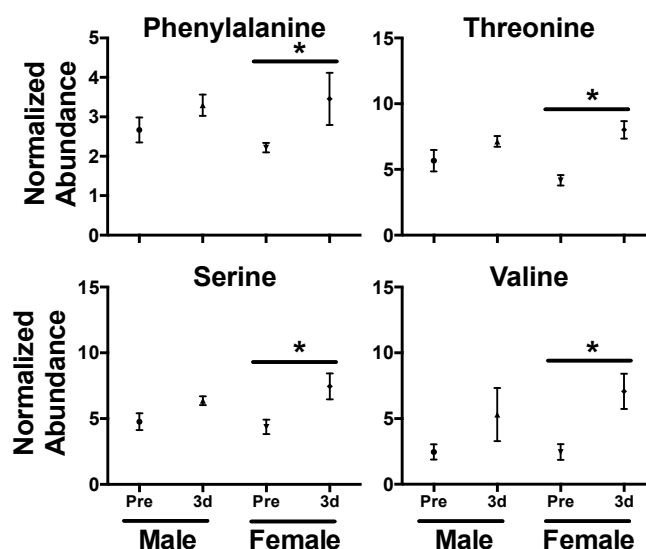 Phenylalanine
Normalized
Abundance
5
4
3
2
1
0
*
Threonine
15
10
5
0
*
Serine
Normalized
Abundance
15
10
5
0
*
Pre 3d Pre 3d
Male Female
Valine
15
10
5
0
*
Pre 3d Pre 3d
Male Female